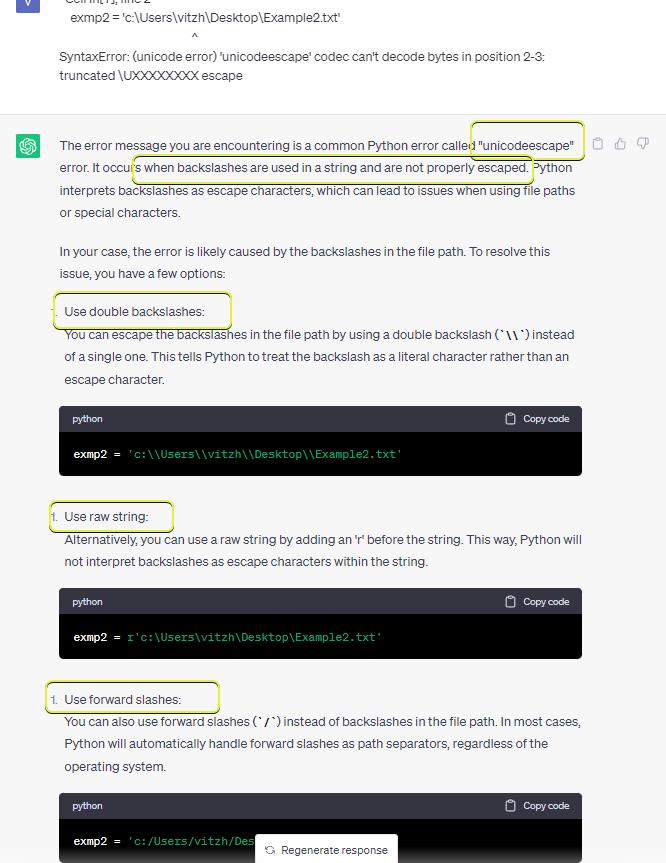 V
Cell In[1], line 2
exmp2 = 'c:\Users\vitzh\Desktop\Example2.txt'
^
SyntaxError: (unicode error) 'unicodeescape' codec can't decode bytes in position 2-3:
truncated \UXXXXXXXX escape
The error message you are encountering is a common Python error called "unicodeescape"
error. It occurs when backslashes are used in a string and are not properly escaped. Python
interprets backslashes as escape characters, which can lead to issues when using file paths
or special characters.
In your case, the error is likely caused by the backslashes in the file path. To resolve this
issue, you have a few options:
1. Use double backslashes:
You can escape the backslashes in the file path by using a double backslash (`\\`) instead
of a single one. This tells Python to treat the backslash as a literal character rather than an
escape character.
python Copy code
exmp2 = 'c:\\Users\\vitzh\\Desktop\\Example2.txt'
1. Use raw string:
Alternatively, you can use a raw string by adding an 'r' before the string. This way, Python will
not interpret backslashes as escape characters within the string.
python Copy code
exmp2 = r'c:\Users\vitzh\Desktop\Example2.txt'
1. Use forward slashes:
You can also use forward slashes (`/`) instead of backslashes in the file path. In most cases,
Python will automatically handle forward slashes as path separators, regardless of the
operating system.
python Copy code
exmp2 = 'c:/Users/vitzh/Des
Regenerate response